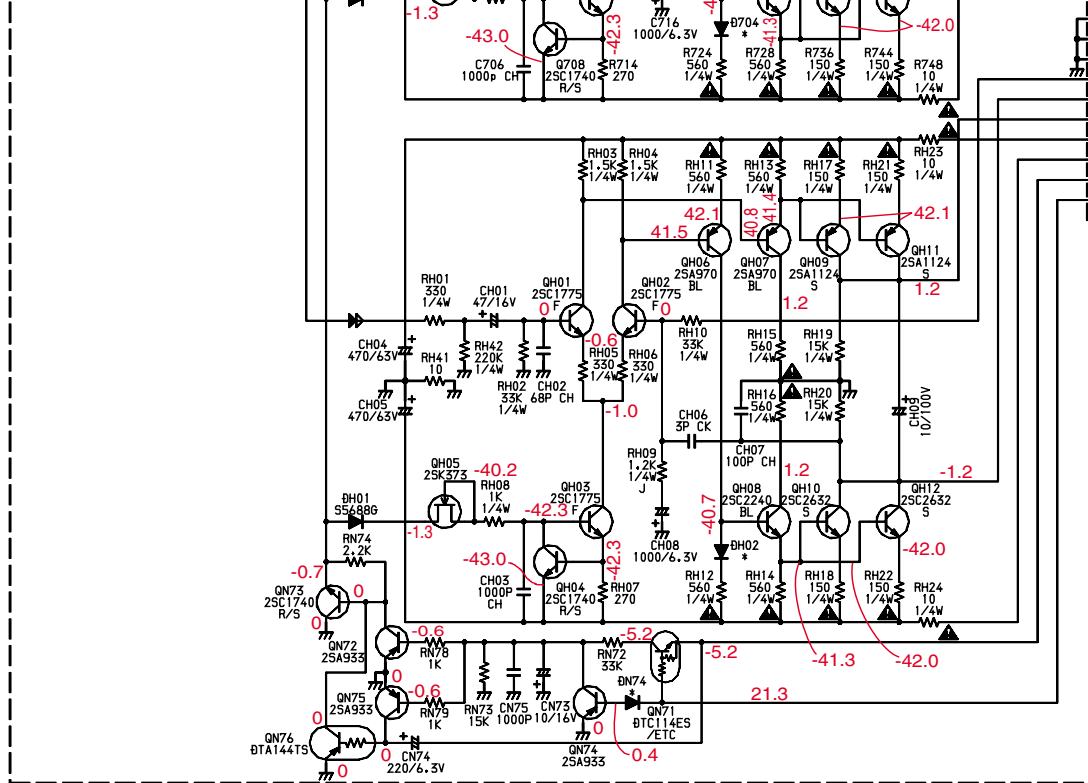 -1.3
-43.0
C706
1000p CH
Q708
2SC1740
R/S
-42.3
R714
270
C716
1000/6.3V
Ð704
*
-41.3
-42.0
R724
560
1/4W
R728
560
1/4W
R736
150
1/4W
R744
150
1/4W
R748
10
1/4W
RH03
1.5K
1/4W
RH04
1.5K
1/4W
RH11
560
1/4W
RH13
560
1/4W
RH17
150
1/4W
RH21
150
1/4W
RH23
10
1/4W
42.1
41.5
40.8
41.4
42.1
QH06
2SA970
BL
QH07
2SA970
BL
QH09
2SA1124
S
QH11
2SA1124
S
1.2
1.2
RH01
330
1/4W
CH01
47/16V
QH01
2SC1775
F
QH02
2SC1775
F
0
0
-0.6
CH04
470/63V
RH41
10
CH05
470/63V
RH42
220K
1/4W
RH02
33K
1/4W
CH02
68P CH
RH05
330
1/4W
RH06
330
1/4W
RH10
33K
1/4W
RH15
560
1/4W
RH19
15K
1/4W
RH16
560
1/4W
RH20
15K
1/4W
CH09
10/100V
-1.0
CH06
3P CK
CH07
100P CH
RH09
1.2K
1/4W
J
QH05
2SK373
-40.2
RH08
1K
1/4W
QH03
2SC1775
F
-42.3
1.2
-1.2
QH08
2SC2240
BL
QH10
2SC2632
S
QH12
2SC2632
S
ÐH01
S5688G
-1.3
-40.7
-43.0
-42.3
CH08
1000/6.3V
ÐH02
*
-42.0
RN74
2.2K
CH03
1000P
CH
QH04
2SC1740
R/S
RH07
270
RH12
560
1/4W
RH14
560
1/4W
RH18
150
1/4W
RH22
150
1/4W
RH24
10
1/4W
-0.7
QN73
2SC1740
R/S
0
0
QN72
2SA933
-0.6
RN78
1K
-5.2
RN72
33K
-5.2
-41.3
-42.0
0
QN75
2SA933
-0.6
RN79
1K
RN73
15K
CN75
1000P
CN73
10/16V
ÐN74
*
QN71
ÐTC114ES
/ETC
21.3
0
QN76
ÐTA144TS
0
0
CN74
220/6.3V
0
QN74
2SA933
0.4